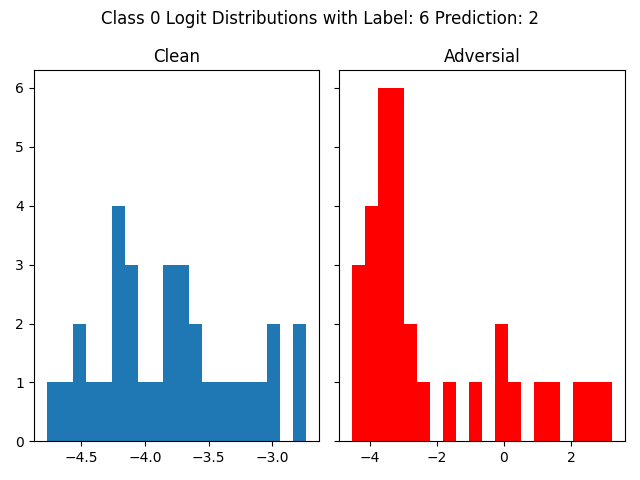 Class 0 Logit Distributions with Label: 6 Prediction: 2
Clean
Adversial
6
5
4
3
2
1
0
−4.5 −4.0 −3.5 −3.0
−4 −2 0 2